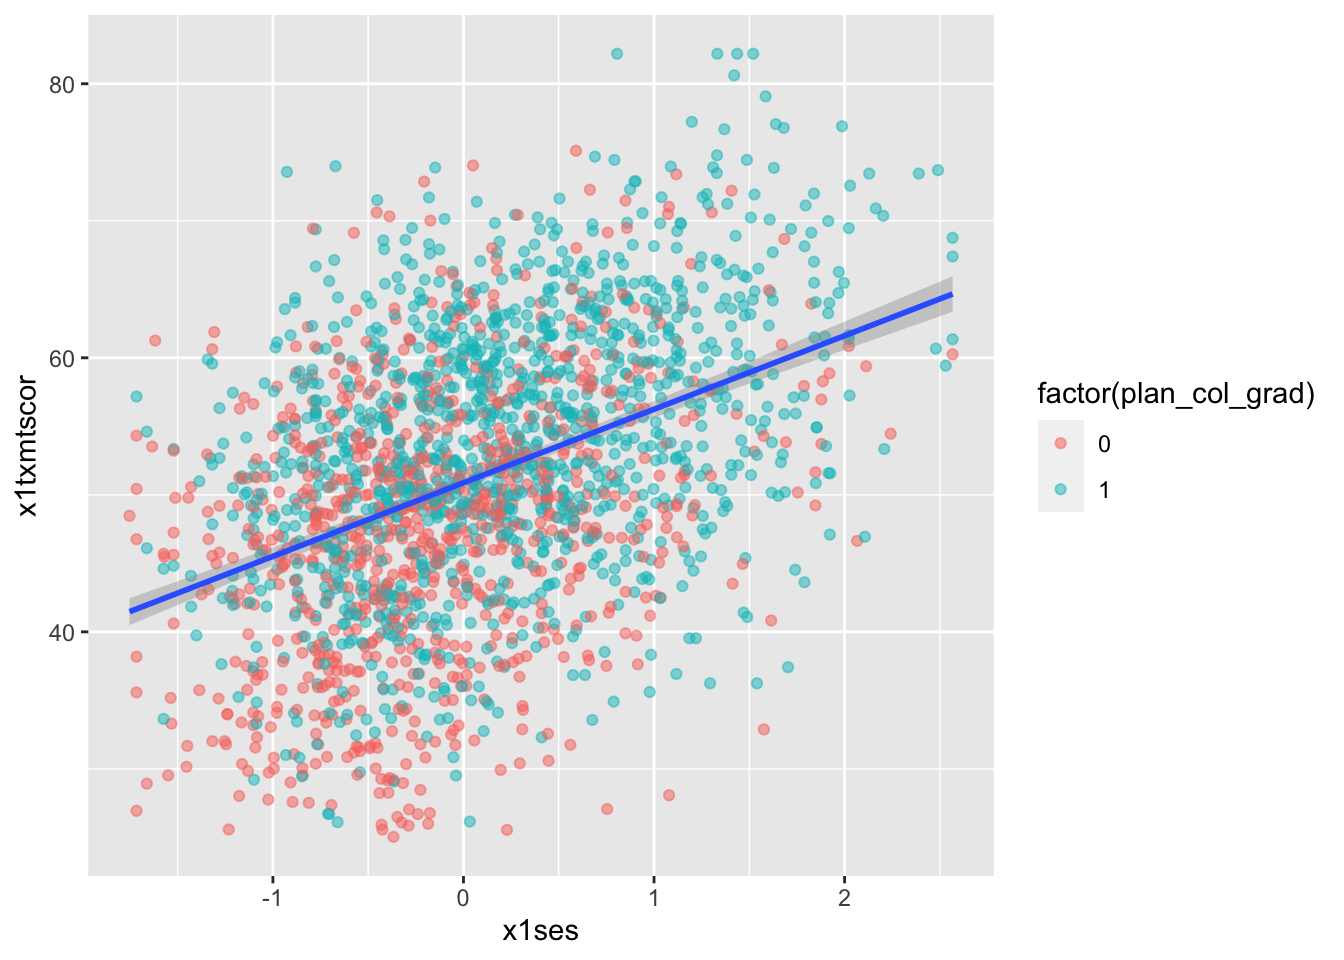 80
60
40
x1txmtscor
-1 0 1 2
x1ses
factor(plan_col_grad)
0
1